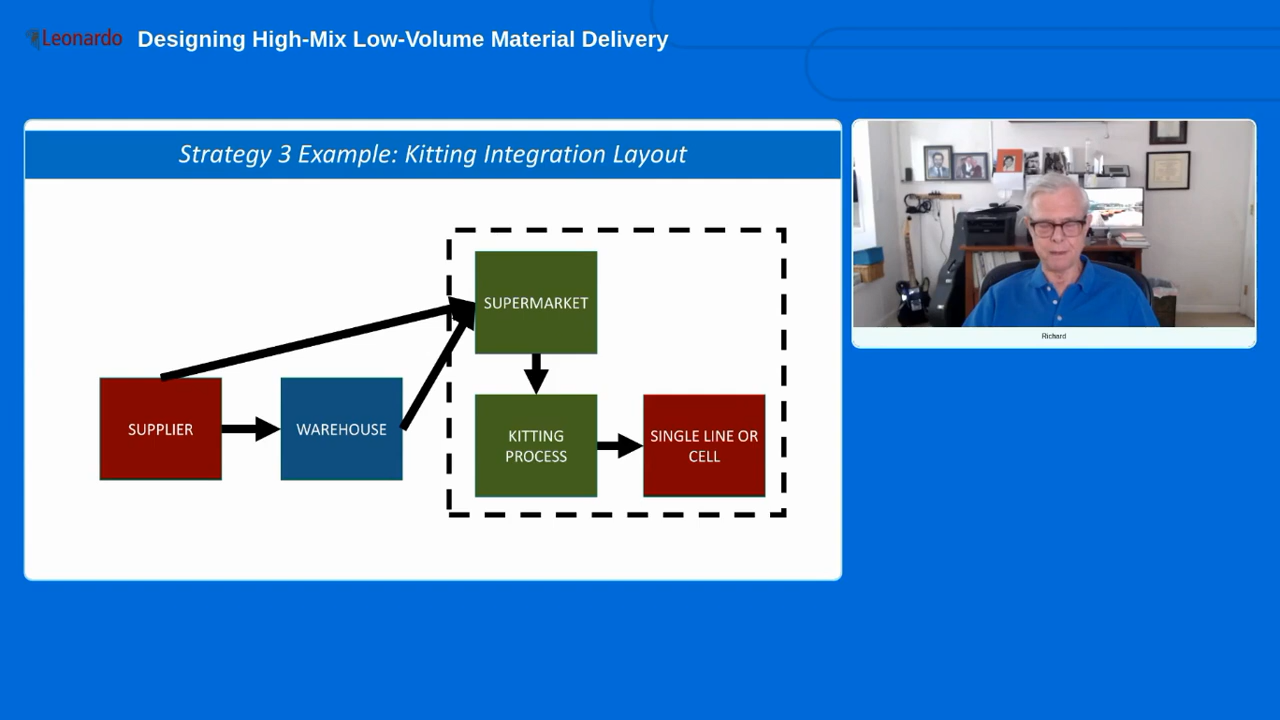 Leonardo
Designing High-Mix Low-Volume Material Delivery
Strategy 3 Example: Kitting Integration Layout
SUPERMARKET
SUPPLIER
WAREHOUSE
KITTING
PROCESS
SINGLE LINE OR
CELL
Richard